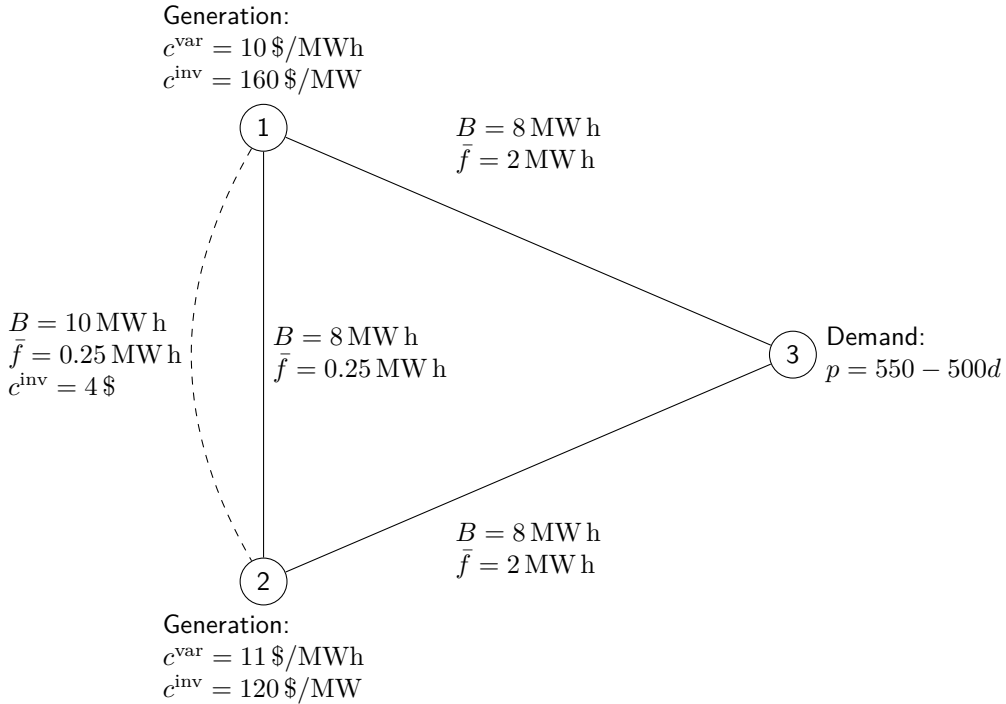 Generation:
c^var = 10 $/MWh
c^inv = 160 $/MW
1
B = 8 MW h
f̄ = 2 MW h
B = 10 MW h
f̄ = 0.25 MW h
c^inv = 4 $
B = 8 MW h
f̄ = 0.25 MW h
3
Demand:
p = 550 − 500d
B = 8 MW h
f̄ = 2 MW h
2
Generation:
c^var = 11 $/MWh
c^inv = 120 $/MW